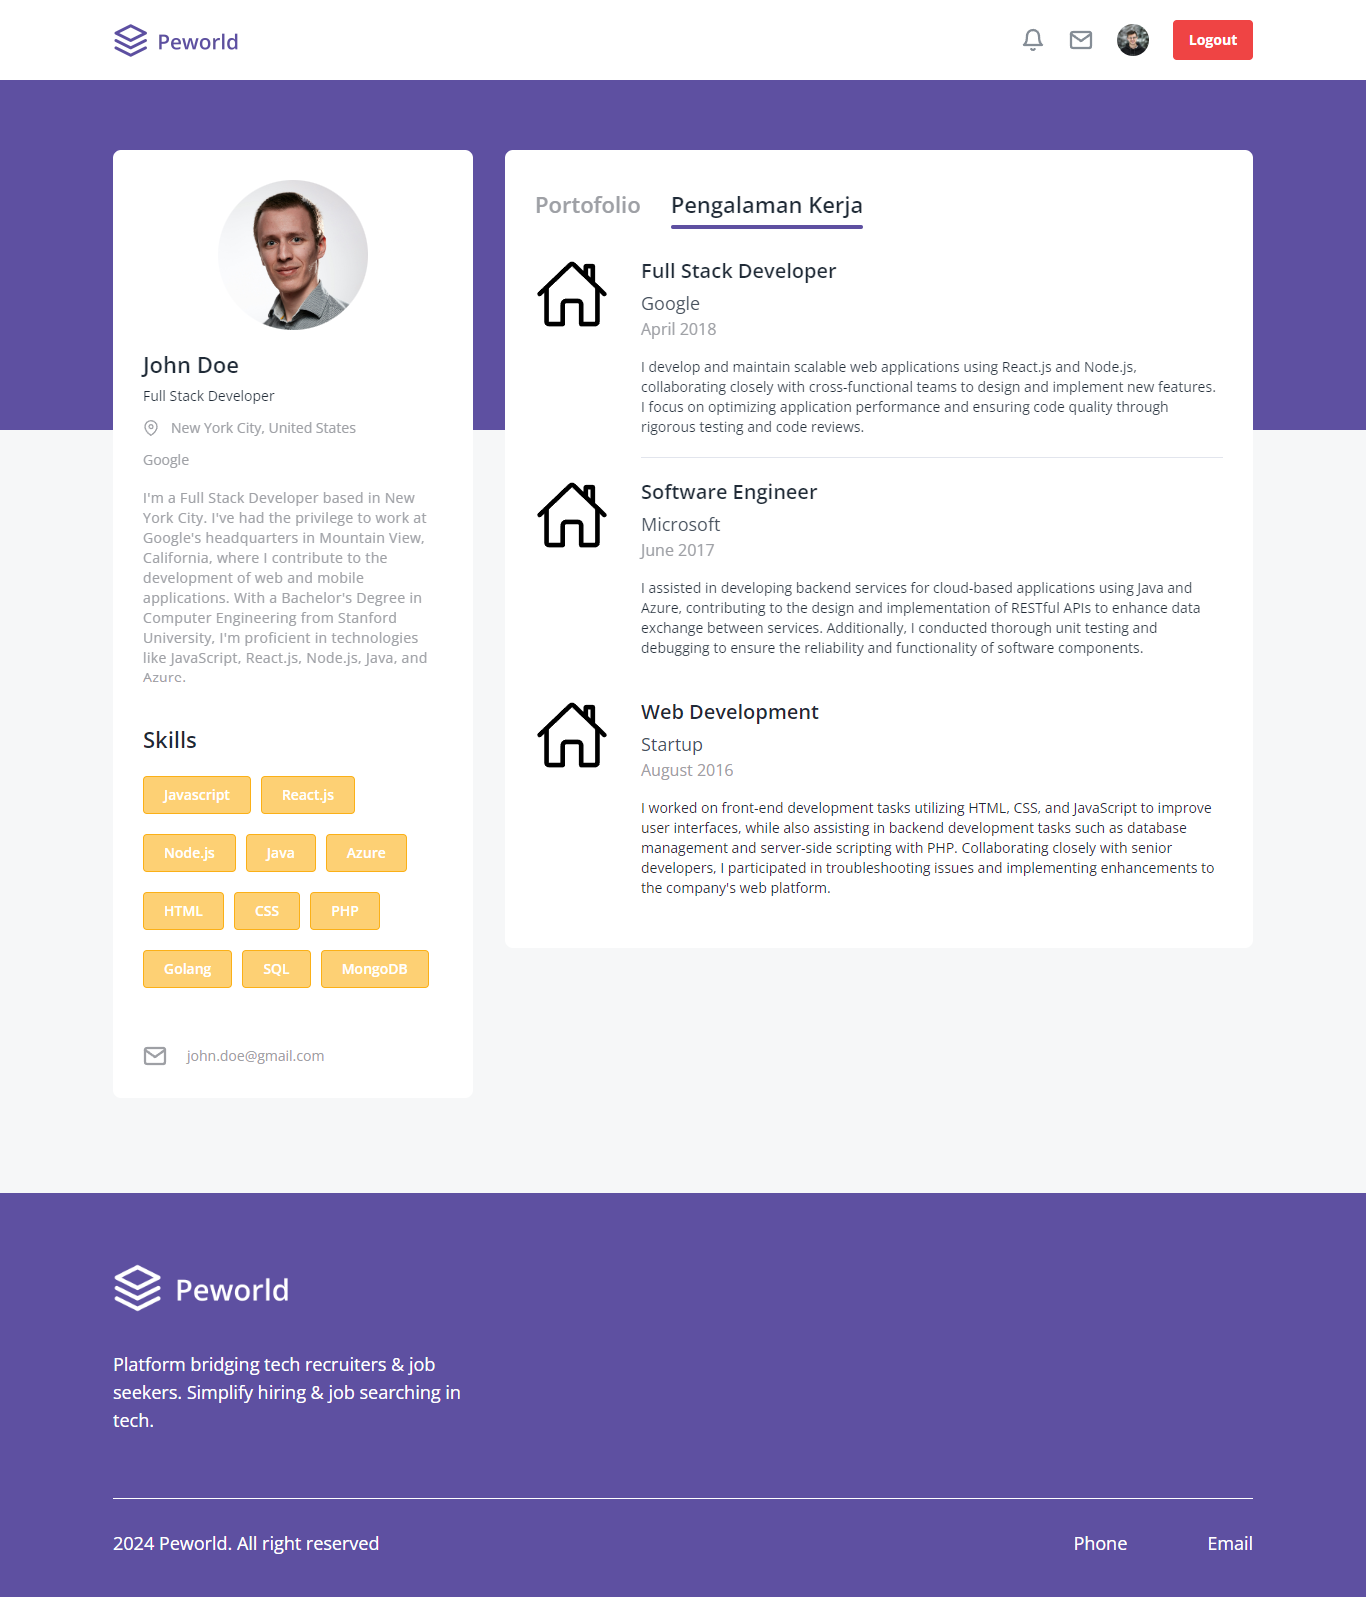 Peworld
Logout
John Doe
Full Stack Developer
New York City, United States
Google
I'm a Full Stack Developer based in New
York City. I've had the privilege to work at
Google's headquarters in Mountain View,
California, where I contribute to the
development of web and mobile
applications. With a Bachelor's Degree in
Computer Engineering from Stanford
University, I'm proficient in technologies
like JavaScript, React.js, Node.js, Java, and
Azure.
Skills
Javascript React.js
Node.js Java Azure
HTML CSS PHP
Golang SQL MongoDB
john.doe@gmail.com
Portofolio Pengalaman Kerja
Full Stack Developer
Google
April 2018
I develop and maintain scalable web applications using React.js and Node.js,
collaborating closely with cross-functional teams to design and implement new features.
I focus on optimizing application performance and ensuring code quality through
rigorous testing and code reviews.
Software Engineer
Microsoft
June 2017
I assisted in developing backend services for cloud-based applications using Java and
Azure, contributing to the design and implementation of RESTful APIs to enhance data
exchange between services. Additionally, I conducted thorough unit testing and
debugging to ensure the reliability and functionality of software components.
Web Development
Startup
August 2016
I worked on front-end development tasks utilizing HTML, CSS, and JavaScript to improve
user interfaces, while also assisting in backend development tasks such as database
management and server-side scripting with PHP. Collaborating closely with senior
developers, I participated in troubleshooting issues and implementing enhancements to
the company's web platform.
Peworld
Platform bridging tech recruiters & job
seekers. Simplify hiring & job searching in
tech.
2024 Peworld. All right reserved
Phone Email